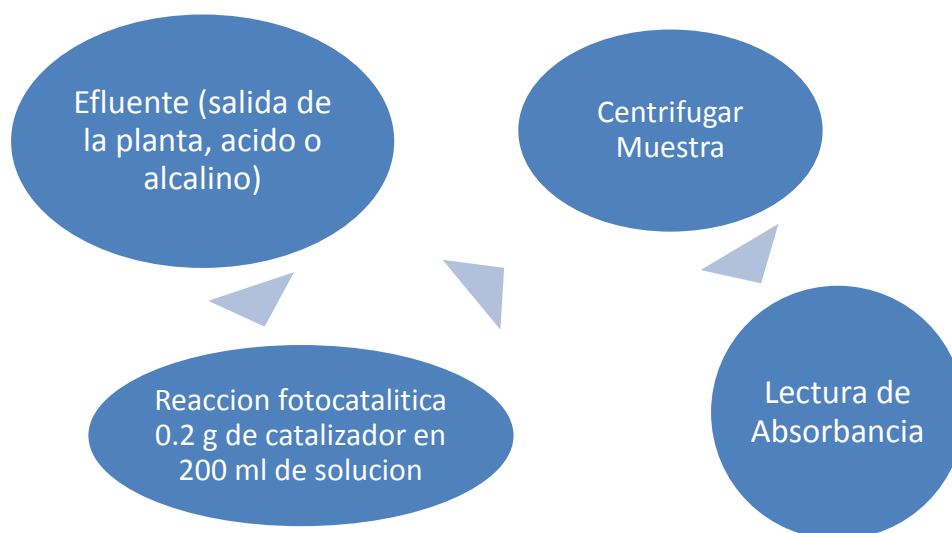 Efluente (salida de
la planta, acido o
alcalino)
Reaccion fotocatalitica
0.2 g de catalizador en
200 ml de solucion
Centrifugar
Muestra
Lectura de
Absorbancia